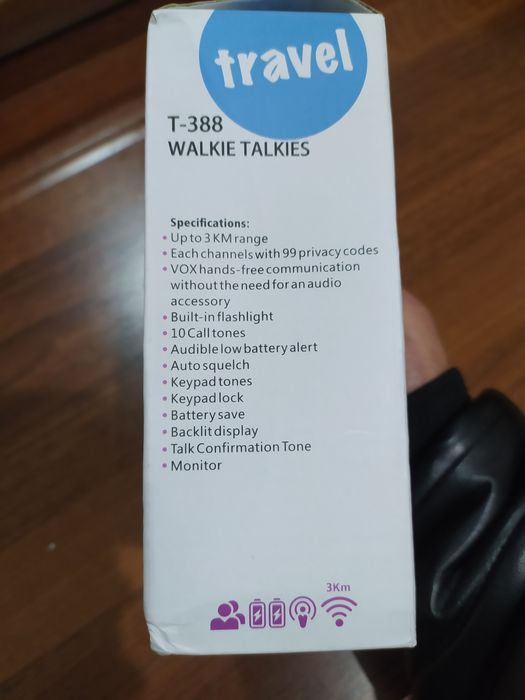 travel
T-388
WALKIE TALKIES
Specifications:
• Up to 3 KM range
• Each channels with 99 privacy codes
• VOX hands-free communication
without the need for an audio
accessory
• Built-in flashlight
• 10 Call tones
• Audible low battery alert
• Auto squelch
• Keypad tones
• Keypad lock
• Battery save
• Backlit display
• Talk Confirmation Tone
• Monitor
3Km